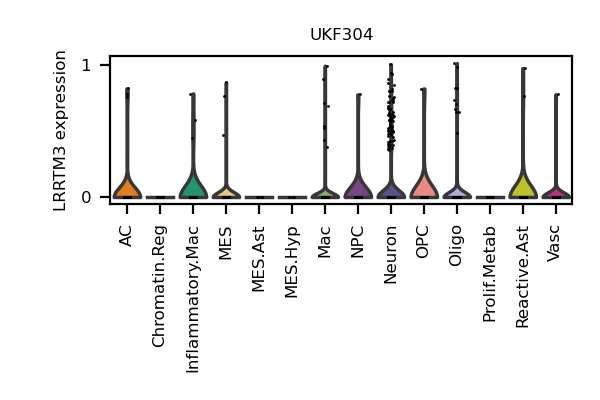 UKF304
LRRTM3 expression
1
0
AC
Chromatin.Reg
Inflammatory.Mac
MES
MES.Ast
MES.Hyp
Mac
NPC
Neuron
OPC
Oligo
Prolif.Metab
Reactive.Ast
Vasc